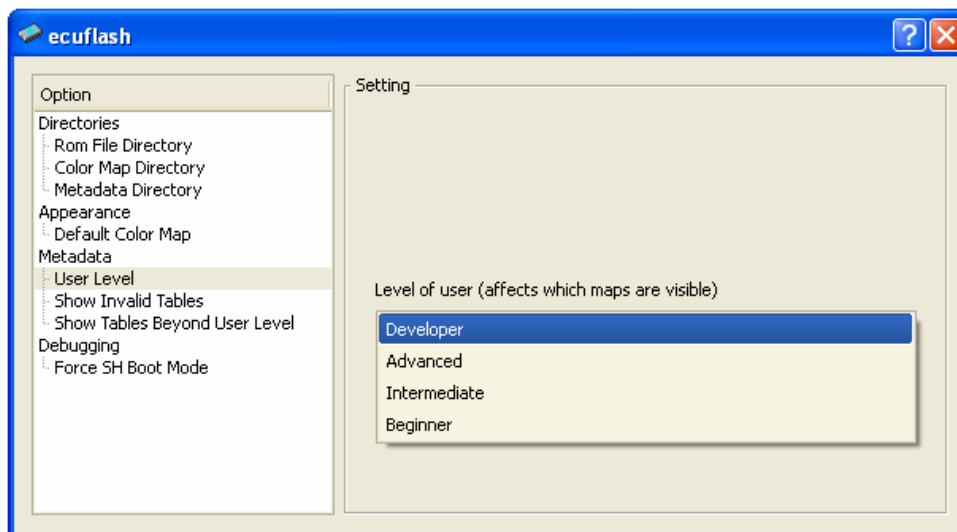 ecuflash
Option
Directories
Rom File Directory
Color Map Directory
Metadata Directory
Appearance
Default Color Map
Metadata
User Level
Show Invalid Tables
Show Tables Beyond User Level
Debugging
Force SH Boot Mode
Setting
Level of user (affects which maps are visible)
Developer
Advanced
Intermediate
Beginner